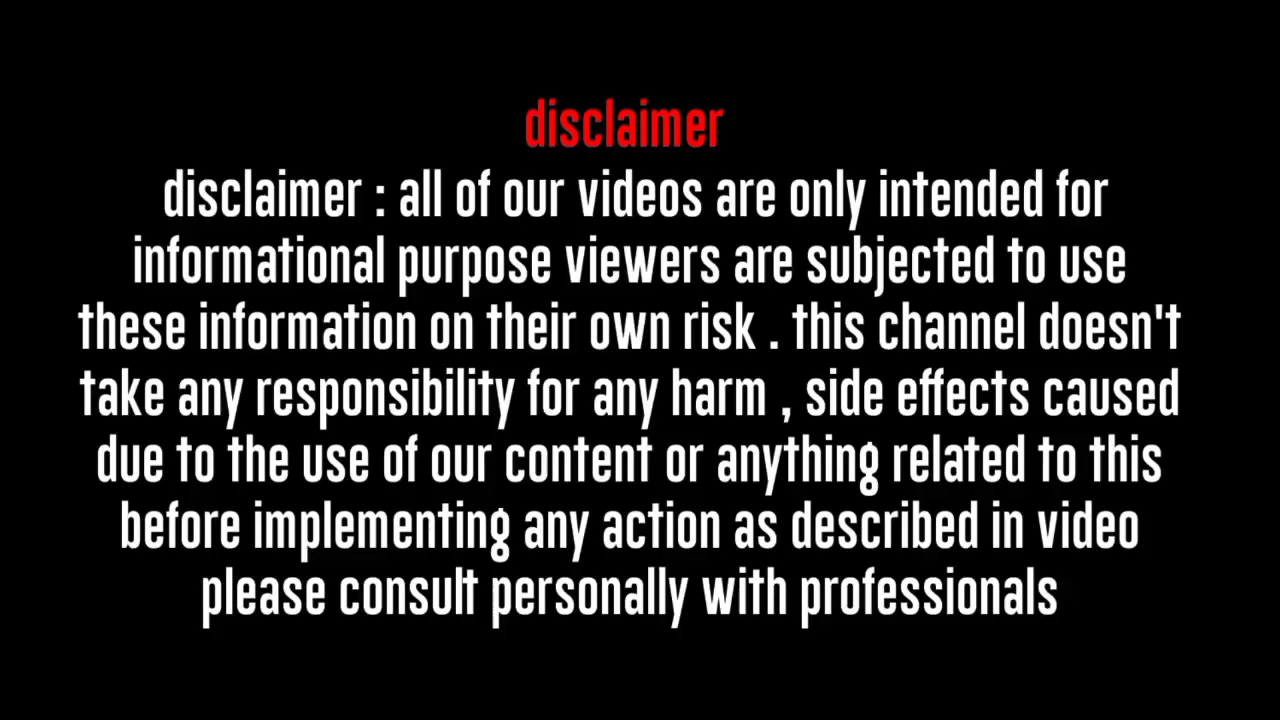 disclaimer
disclaimer : all of our videos are only intended for
informational purpose viewers are subjected to use
these information on their own risk . this channel doesn't
take any responsibility for any harm , side effects caused
due to the use of our content or anything related to this
before implementing any action as described in video
please consult personally with professionals